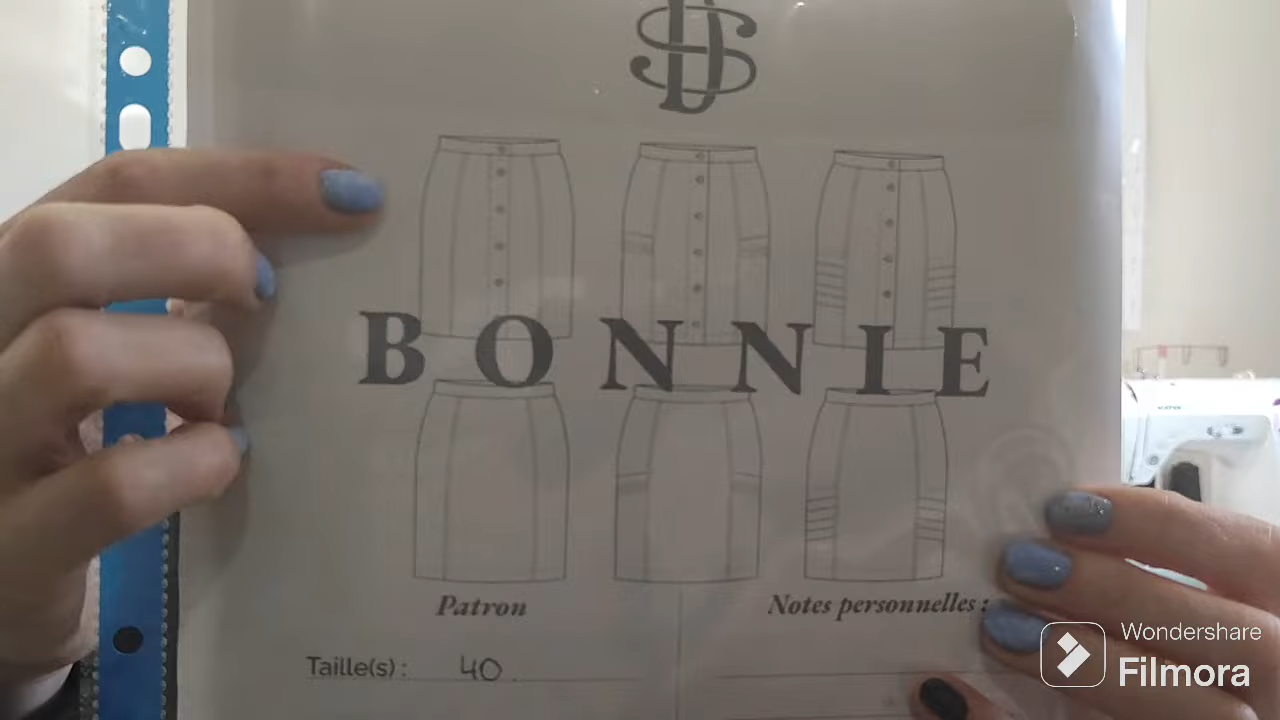 BONNIE
Patron
Notes personnelles :
Taille(s) : 40
Wondershare
Filmora